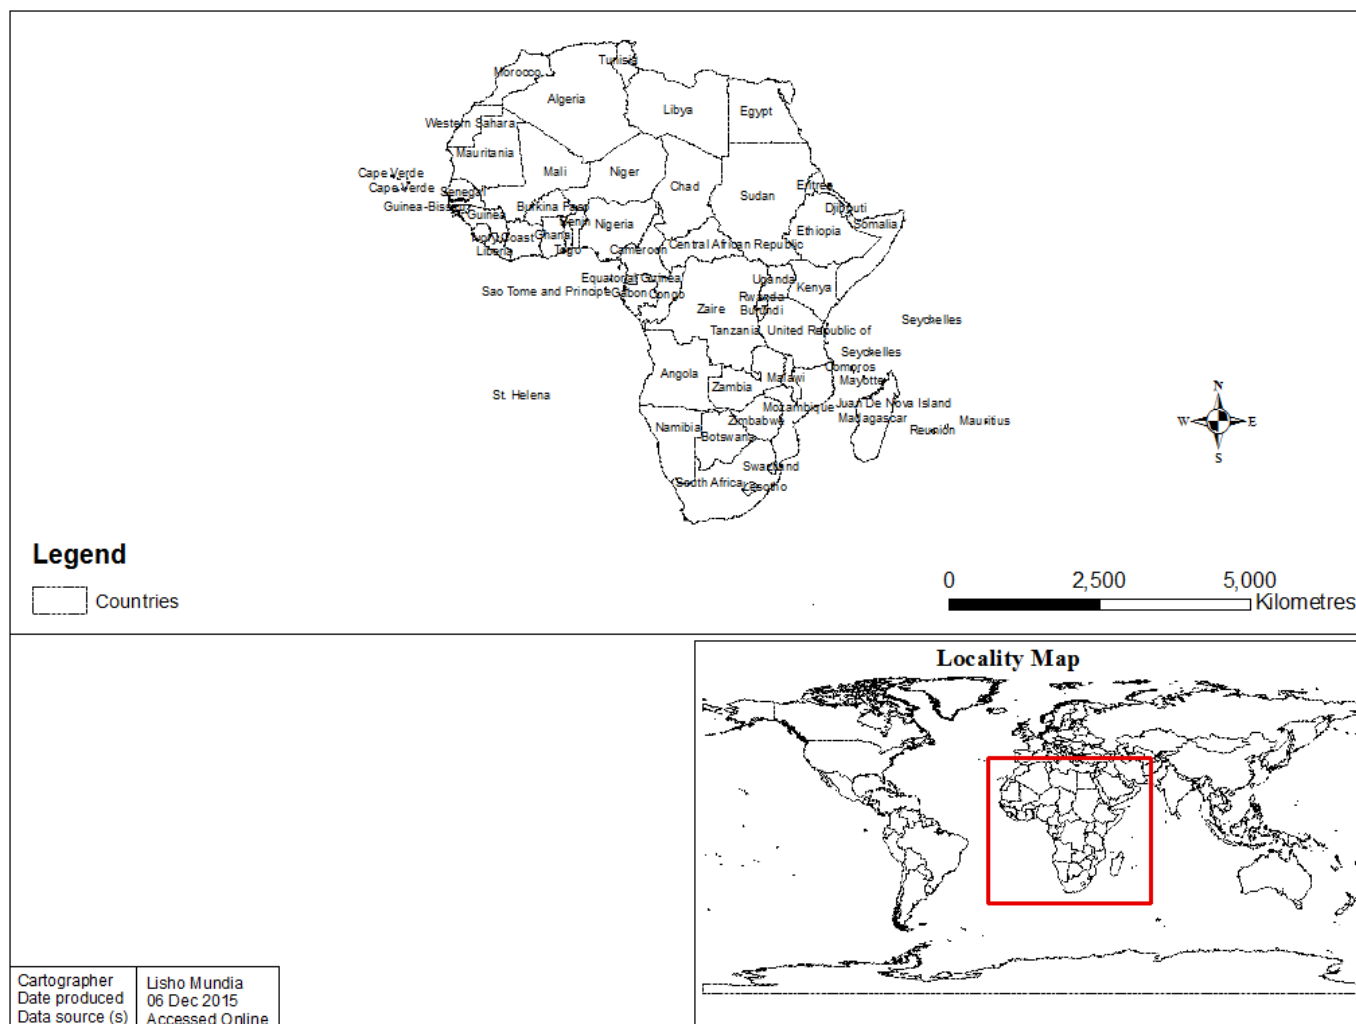 Tunisia
Morocco
Algeria
Libya
Egypt
Western Sahara
Mauritania
Cape Verde
Mali
Niger
Chad
Cape Verde
Senegal
Sudan
Eritrea
Guinea-Bissau
Guinea
Burkina Faso
Djibouti
Benin
Nigeria
Somalia
Ethiopia
Ivory Coast
Ghana
Liberia
Togo
Cameroon
Central African Republic
Equatorial Guinea
Uganda
Sao Tome and Principe
Gabon
Congo
Kenya
Rwanda
Zaire
Burundi
Seychelles
Tanzania, United Republic of
Seychelles
Comoros
Angola
Malawi
Mayotte
Zambia
St. Helena
Mozambique
Juan De Nova Island
Zimbabwe
Madagascar
Mauritius
Namibia
Reunion
Botswana
Swaziland
South Africa
Lesotho
N
W
E
S
Legend
Countries
0 2,500 5,000
Kilometres
Locality Map
Cartographer Lisho Mundia
Date produced 06 Dec 2015
Data source (s) Accessed Online